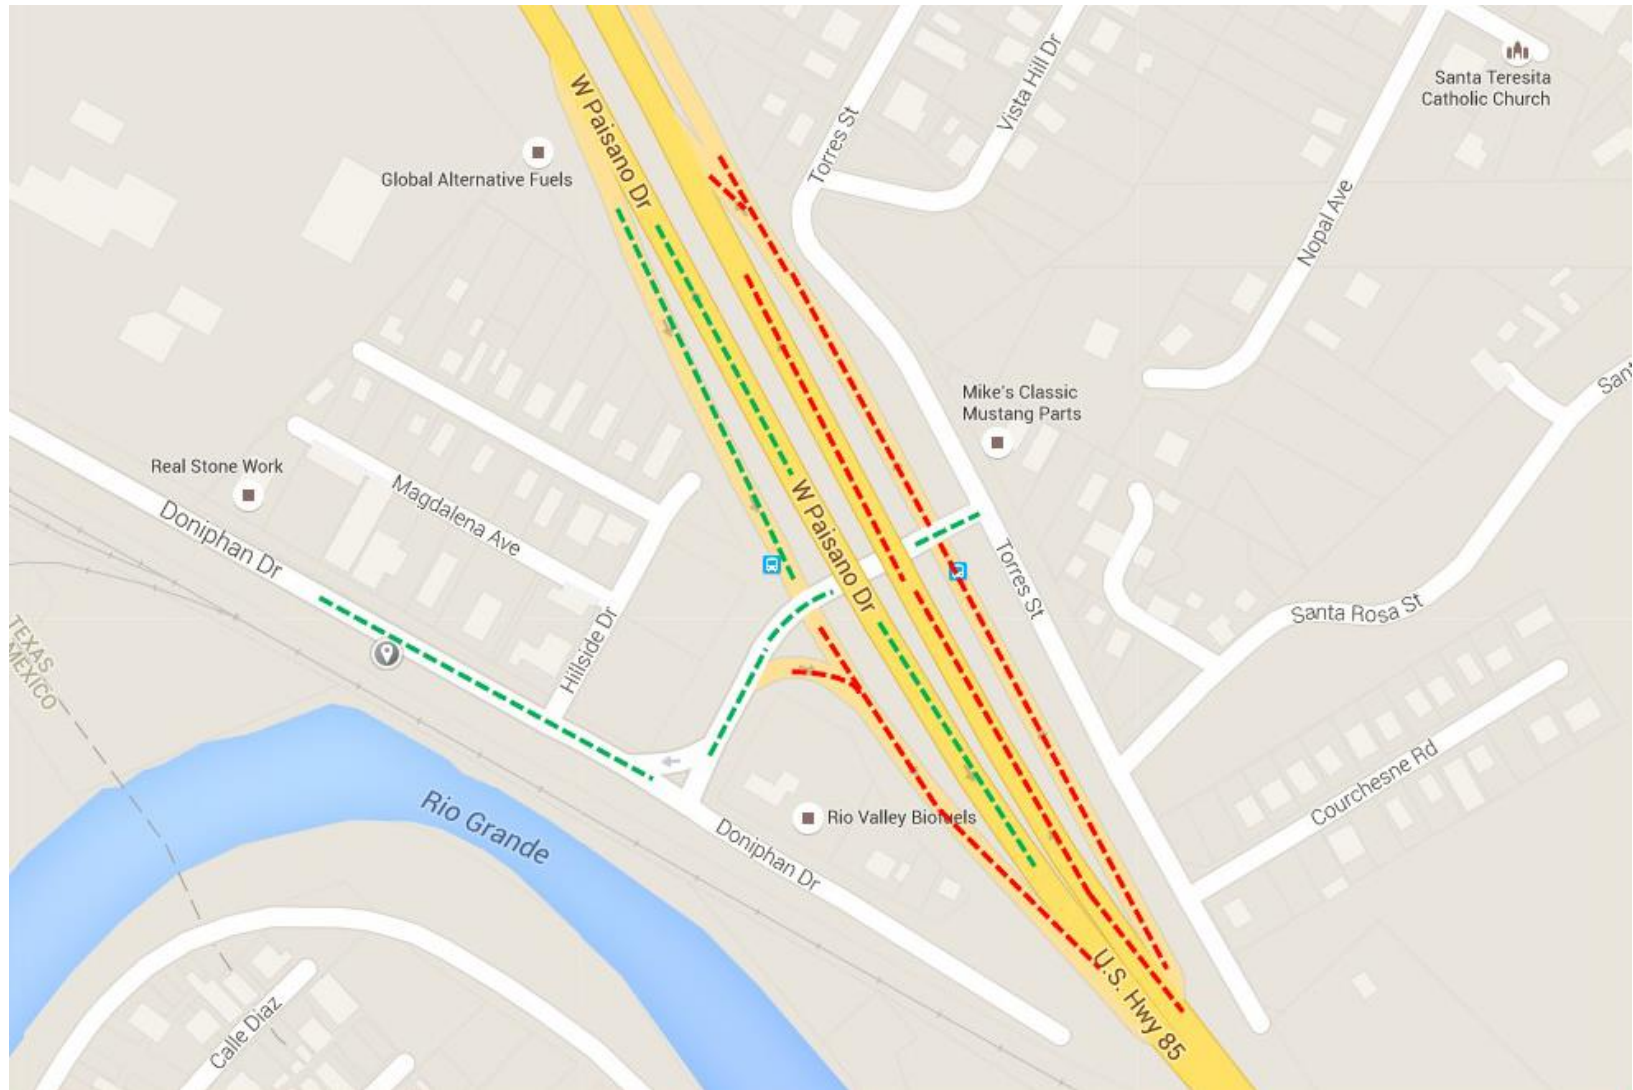 Santa Teresita
Catholic Church
W Paisano Dr
Vista Hill Dr
Torres St
Global Alternative Fuels
Nopal Ave
Mike's Classic
Mustang Parts
Sant
Real Stone Work
Magdalena Ave
Doniphan Dr
W Paisano Dr
Torres St
Santa Rosa St
Hillside Dr
TEXAS
MEXICO
Courchesne Rd
Rio Grande
Rio Valley Biofuels
Doniphan Dr
U.S. Hwy 85
Calle Diaz